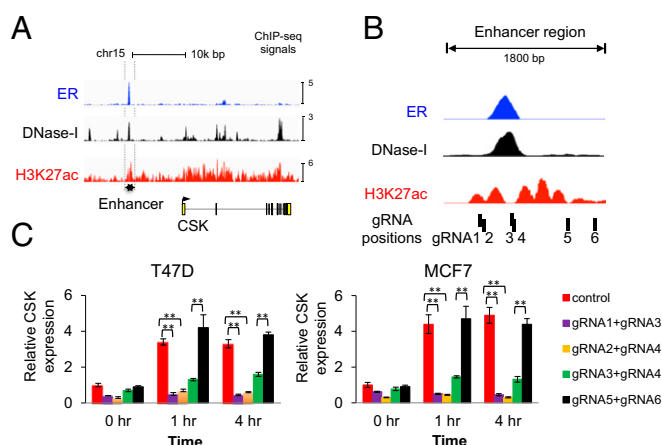 A
chr15
10k bp
ChIP-seq
signals
ER
5
DNase-I
3
H3K27ac
6
Enhancer
CSK
B
Enhancer region
1800 bp
ER
DNase-I
H3K27ac
gRNA
positions
gRNA1 2 3 4 5 6
C
T47D
Relative CSK
expression
6
4
2
0
** ** ** ** ** **
0 hr 1 hr 4 hr
Time
MCF7
Relative CSK
expression
6
4
2
0
** ** ** ** ** **
0 hr 1 hr 4 hr
Time
control
gRNA1+gRNA3
gRNA2+gRNA4
gRNA3+gRNA4
gRNA5+gRNA6